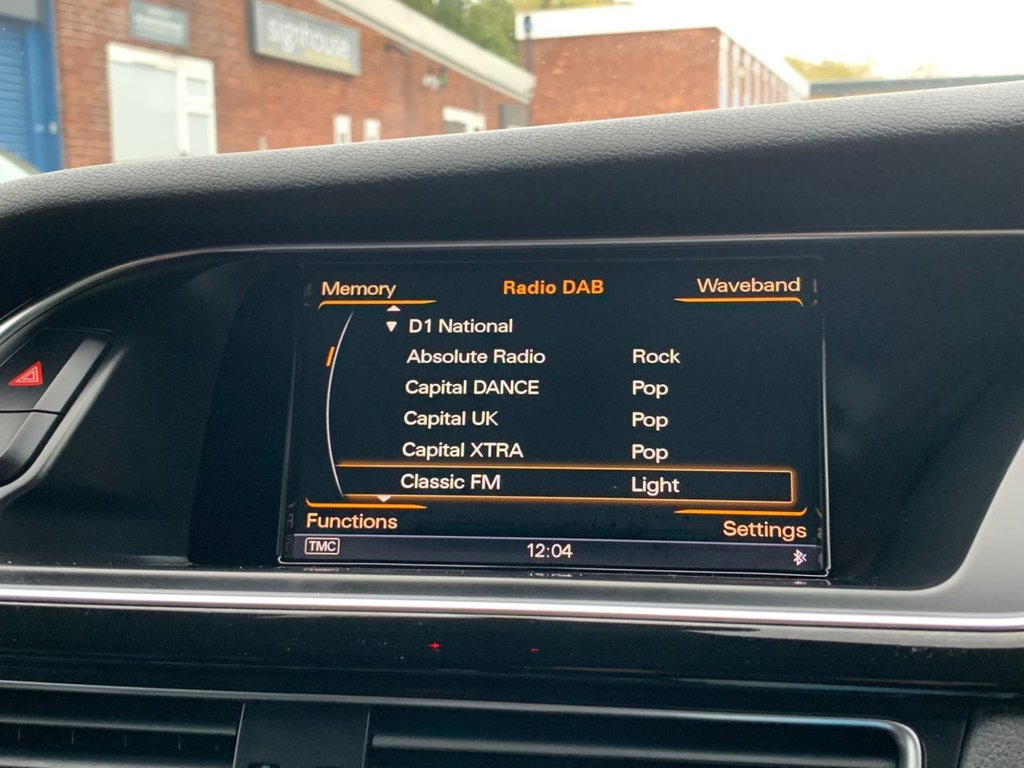 signhouse
Memory Radio DAB Waveband
D1 National
Absolute Radio Rock
Capital DANCE Pop
Capital UK Pop
Capital XTRA Pop
Classic FM Light
Functions Settings
TMC 12:04